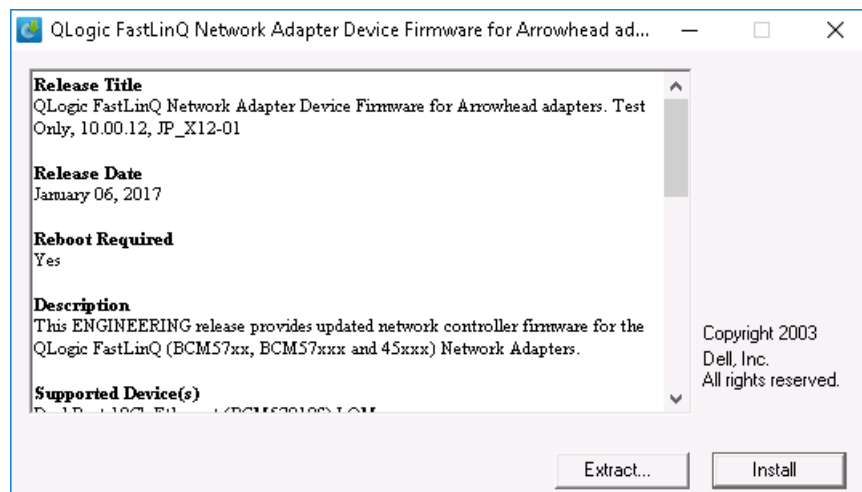 QLogic FastLinQ Network Adapter Device Firmware for Arrowhead ad...
Release Title
QLogic FastLinQ Network Adapter Device Firmware for Arrowhead adapters. Test
Only, 10.00.12, JP_X12-01
Release Date
January 06, 2017
Reboot Required
Yes
Description
This ENGINEERING release provides updated network controller firmware for the
QLogic FastLinQ (BCM57xx, BCM57xxx and 45xxx) Network Adapters.
Supported Device(s)
Copyright 2003
Dell, Inc.
All rights reserved.
Extract...
Install